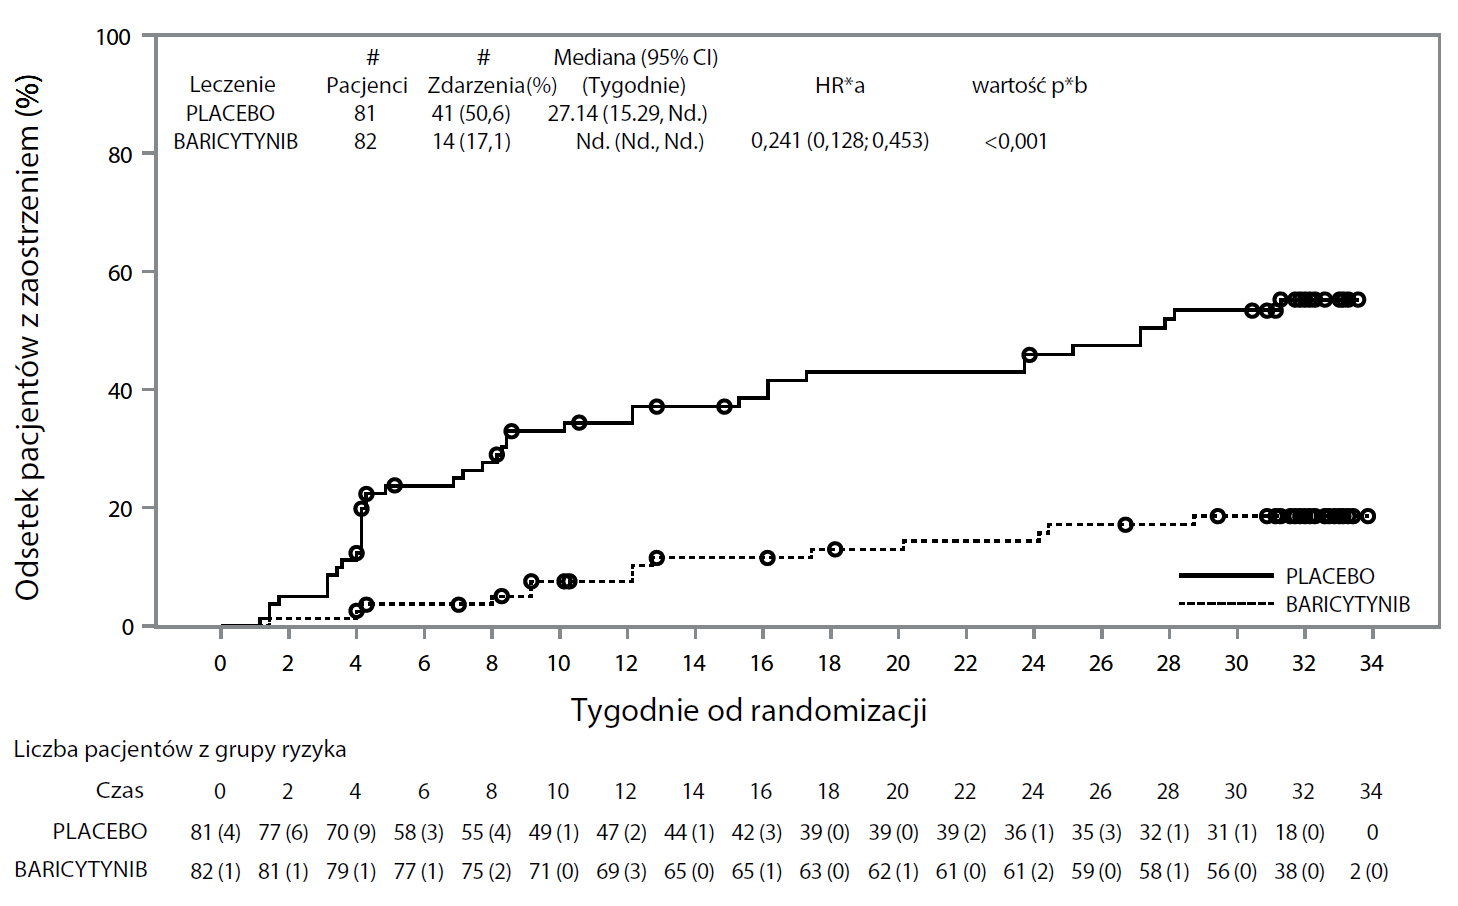 Odsetek pacjentów z zaostrzeniem (%)
100
80
60
40
20
0
# # Mediana (95% CI)
Leczenie Pacjenci Zdarzenia(%) (Tygodnie) HR*a wartość p*b
PLACEBO 81 41 (50,6) 27.14 (15.29, Nd.)
BARICYTYNIB 82 14 (17,1) Nd. (Nd., Nd.) 0,241 (0,128; 0,453) <0,001
PLACEBO
BARICYTYNIB
0 2 4 6 8 10 12 14 16 18 20 22 24 26 28 30 32 34
Tygodnie od randomizacji
Liczba pacjentów z grupy ryzyka
Czas 0 2 4 6 8 10 12 14 16 18 20 22 24 26 28 30 32 34
PLACEBO 81 (4) 77 (6) 70 (9) 58 (3) 55 (4) 49 (1) 47 (2) 44 (1) 42 (3) 39 (0) 39 (0) 39 (2) 36 (1) 35 (3) 32 (1) 31 (1) 18 (0) 0
BARICYTYNIB 82 (1) 81 (1) 79 (1) 77 (1) 75 (2) 71 (0) 69 (3) 65 (0) 65 (1) 63 (0) 62 (1) 61 (0) 61 (2) 59 (0) 58 (1) 56 (0) 38 (0) 2 (0)